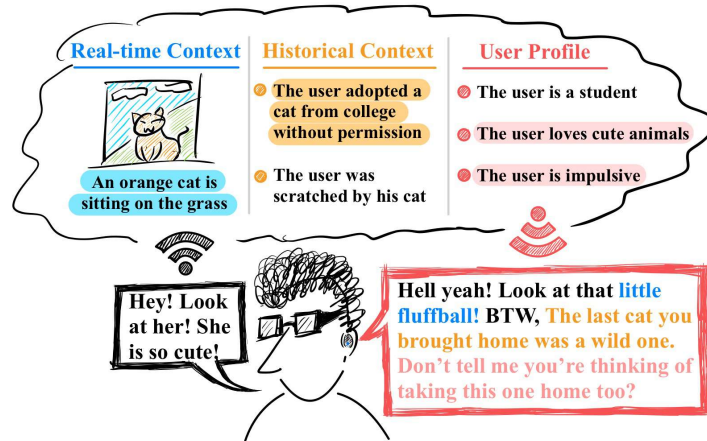 Real-time Context
An orange cat is
sitting on the grass
Historical Context
The user adopted a
cat from college
without permission
The user was
scratched by his cat
User Profile
The user is a student
The user loves cute animals
The user is impulsive
Hey! Look
at her! She
is so cute!
Hell yeah! Look at that little
fluffball! BTW, The last cat you
brought home was a wild one.
Don't tell me you're thinking of
taking this one home too?